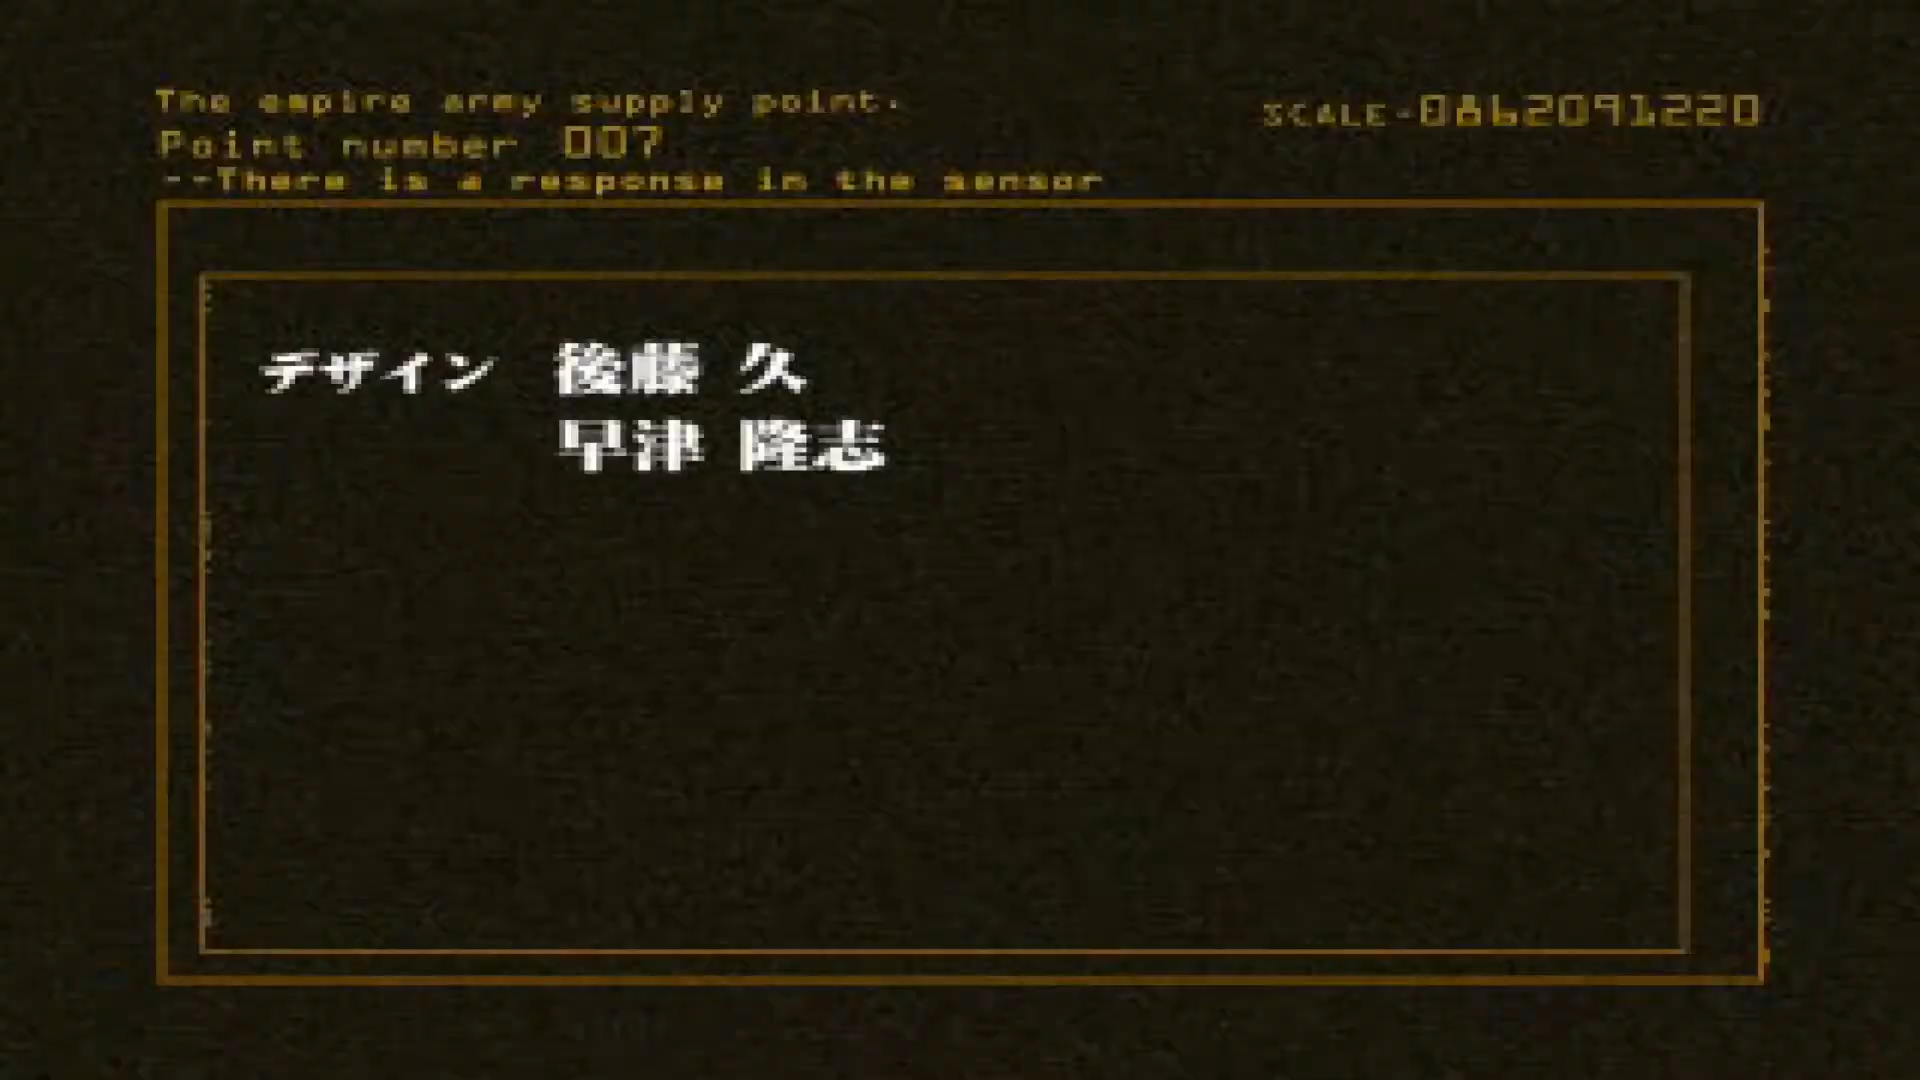 The empire army supply point.
SCALE-0862091220
Point number 007
--There is a response in the sensor
デザイン 後藤 久
早津 隆志